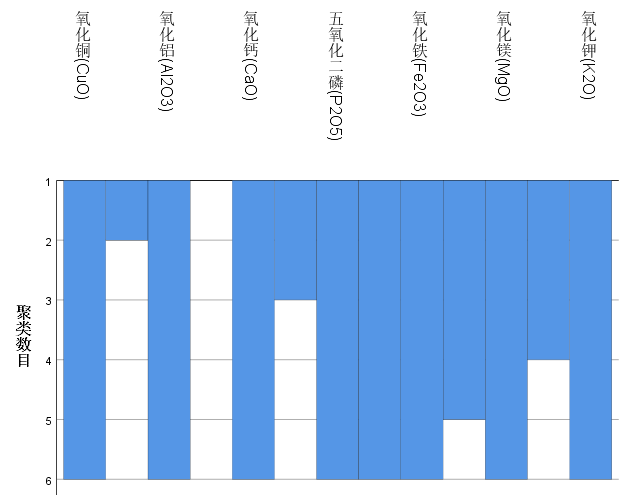 氧化铜(CuO)
氧化铝(Al2O3)
氧化钙(CaO)
五氧化二磷(P2O5)
氧化铁(Fe2O3)
氧化镁(MgO)
氧化钾(K2O)
聚类数目
1
2
3
4
5
6